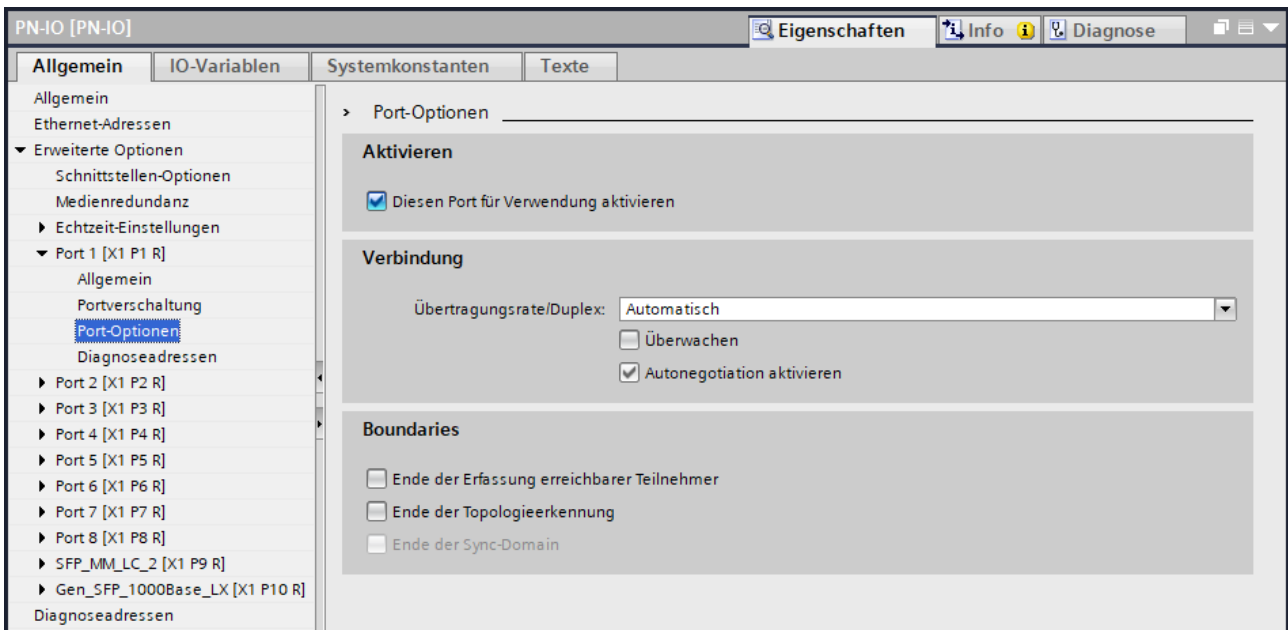 PN-IO [PN-IO]
Eigenschaften
Info
Diagnose
Allgemein
IO-Variablen
Systemkonstanten
Texte
Allgemein
Ethernet-Adressen
Erweiterte Optionen
Schnittstellen-Optionen
Medienredundanz
Echtzeit-Einstellungen
Port 1 [X1 P1 R]
Allgemein
Portverschaltung
Port-Optionen
Diagnoseadressen
Port 2 [X1 P2 R]
Port 3 [X1 P3 R]
Port 4 [X1 P4 R]
Port 5 [X1 P5 R]
Port 6 [X1 P6 R]
Port 7 [X1 P7 R]
Port 8 [X1 P8 R]
SFP_MM_LC_2 [X1 P9 R]
Gen_SFP_1000Base_LX [X1 P10 R]
Diagnoseadressen
Port-Optionen
Aktivieren
Diesen Port für Verwendung aktivieren
Verbindung
Übertragungsrate/Duplex: Automatisch
Überwachen
Autonegotiation aktivieren
Boundaries
Ende der Erfassung erreichbarer Teilnehmer
Ende der Topologieerkennung
Ende der Sync-Domain